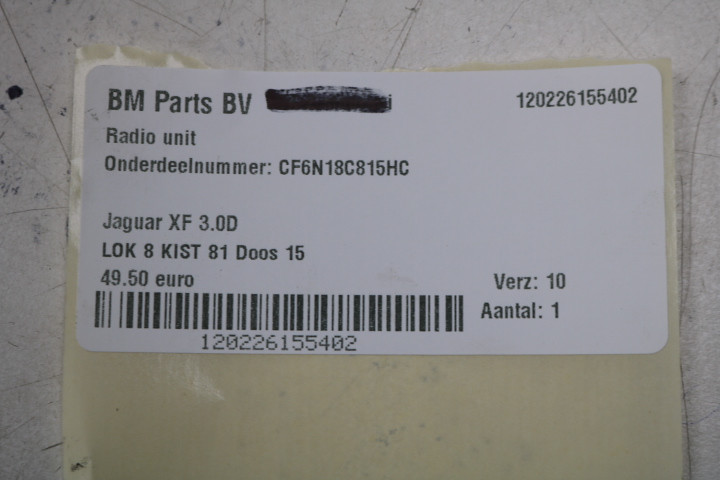 BM Parts BV 120226155402
Radio unit
Onderdeelnummer: CF6N18C815HC
Jaguar XF 3.0D
LOK 8 KIST 81 Doos 15
49.50 euro Verz: 10
Aantal: 1
120226155402